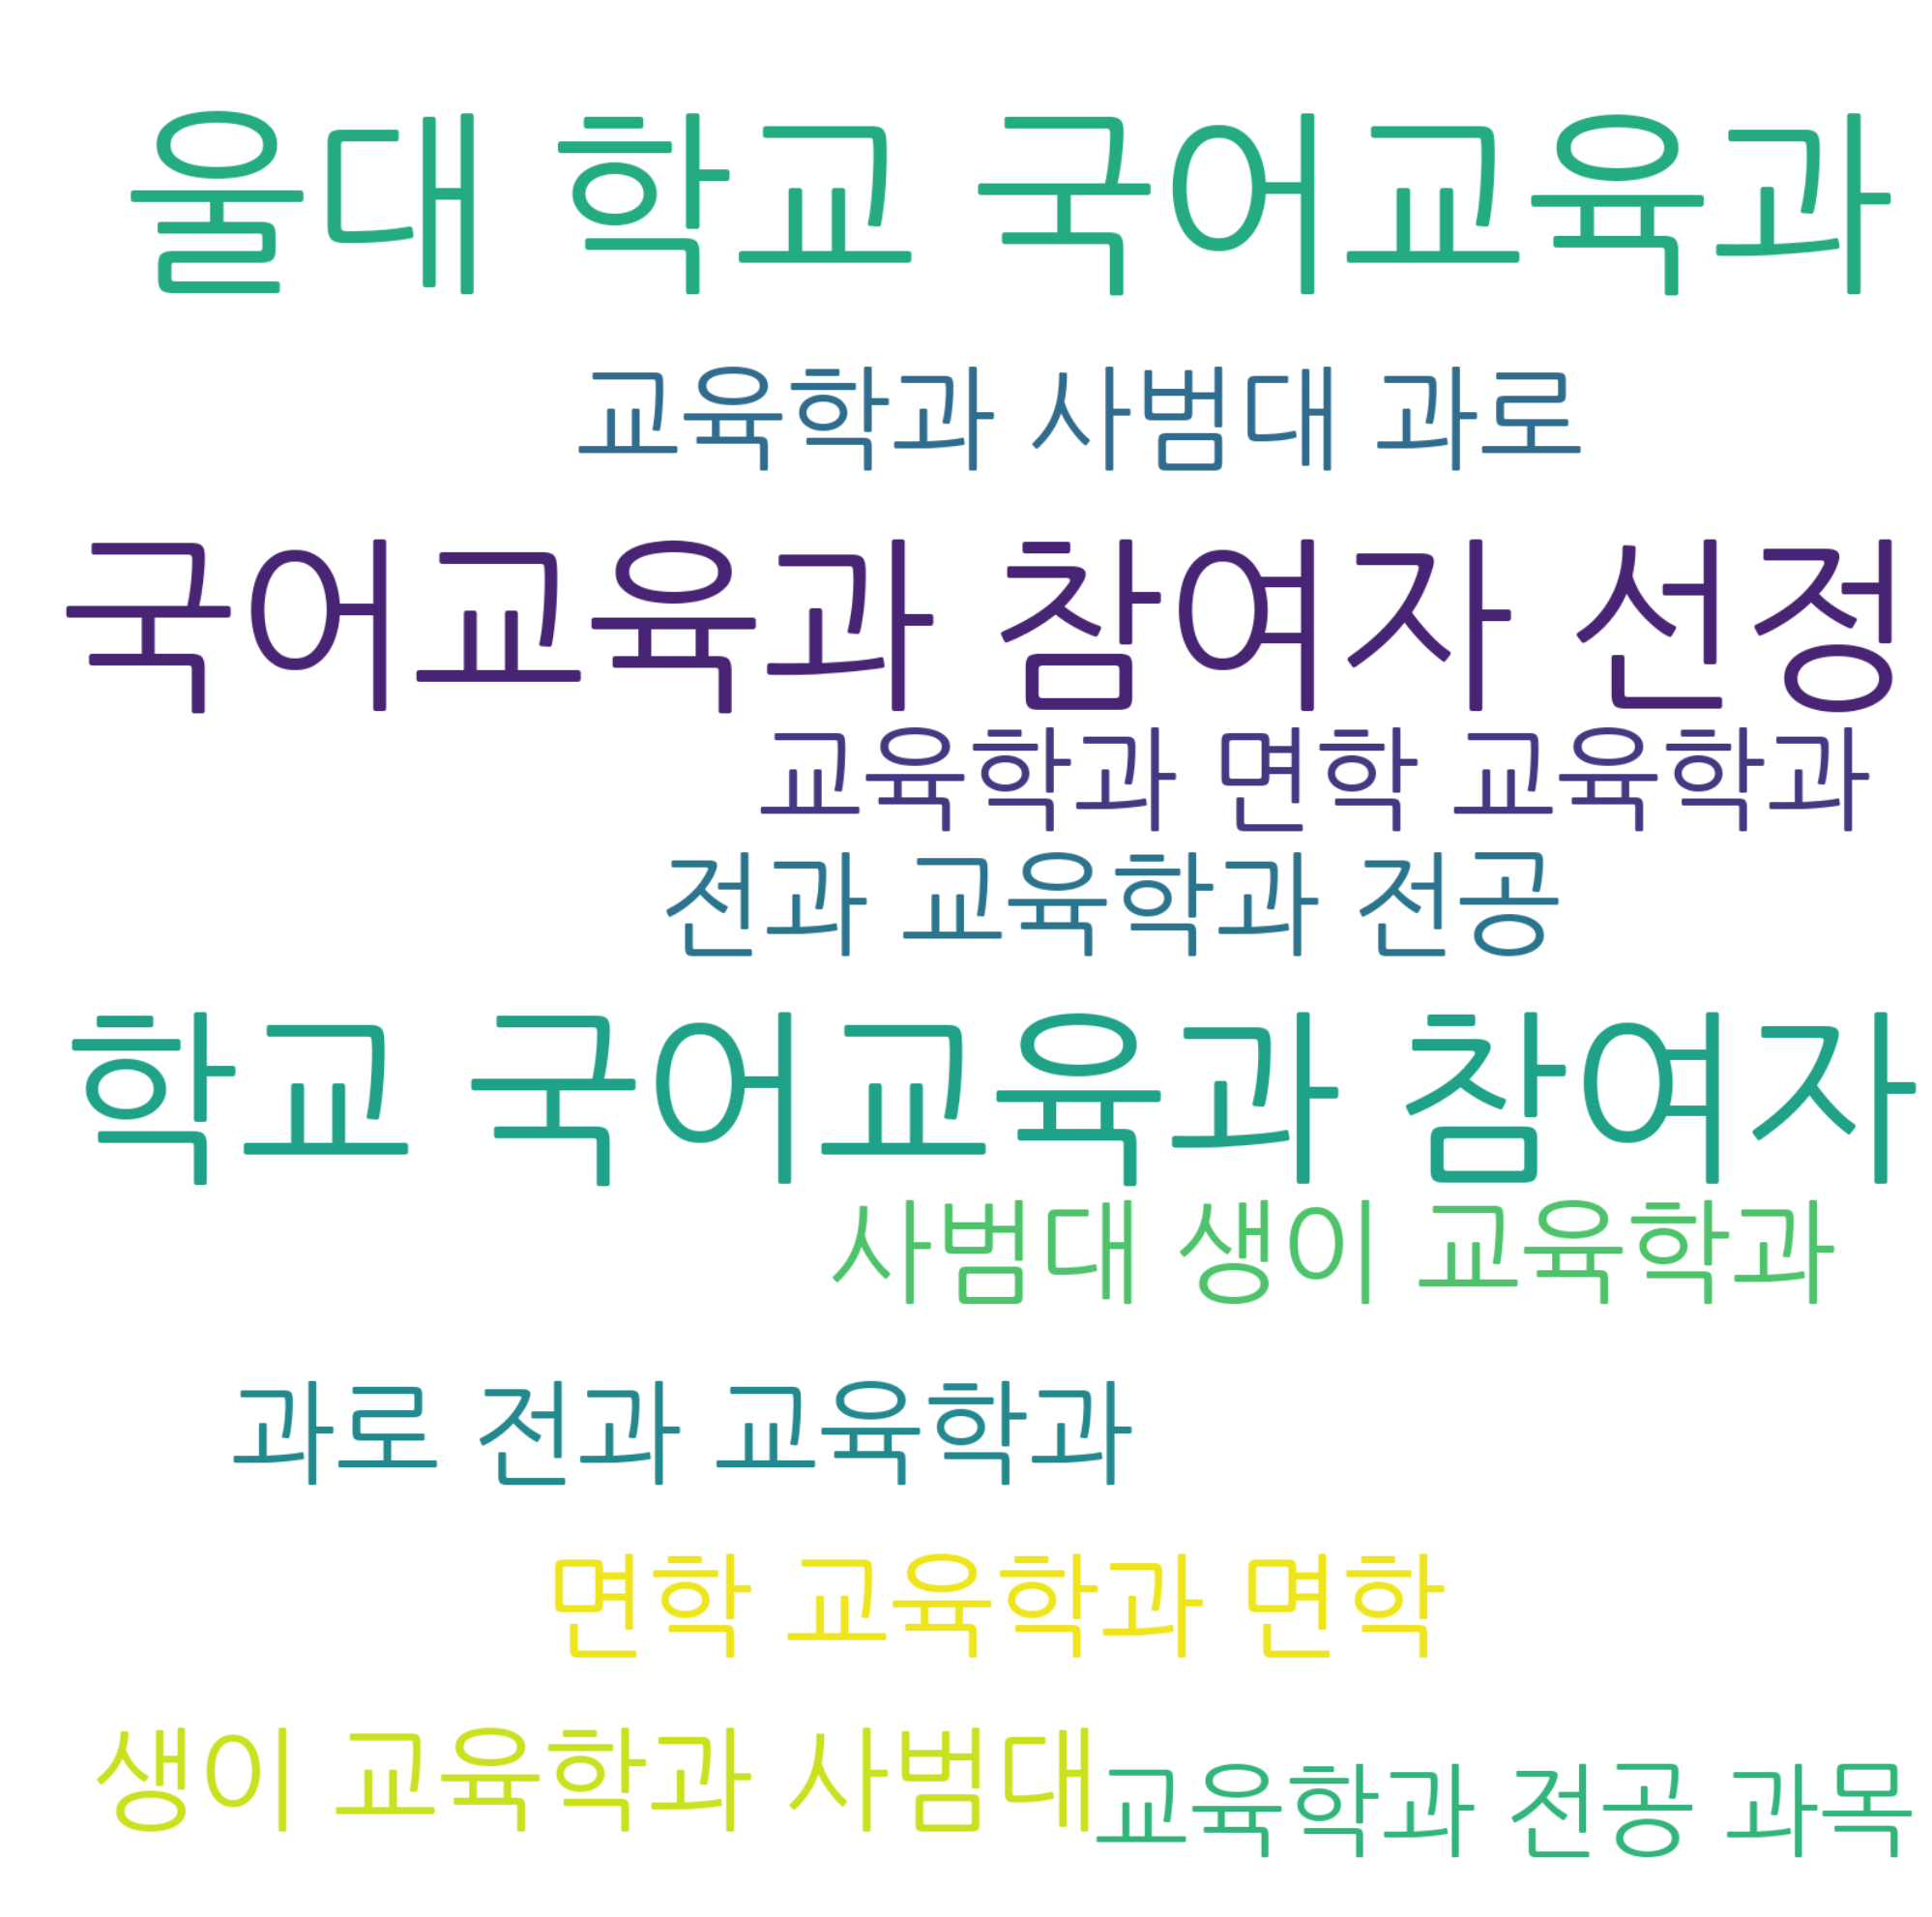 울대 학교 국어교육과
교육학과 사범대 과로
국어교육과 참여자 선정
교육학과 면학 교육학과
전과 교육학과 전공
학교 국어교육과 참여자
사범대 생이 교육학과
과로 전과 교육학과
면학 교육학과 면학
생이 교육학과 사범대
교육학과 전공 과목